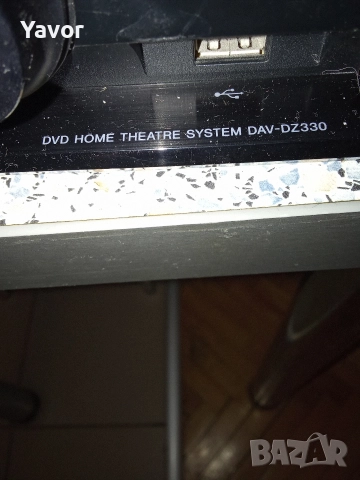 Yavor
DVD HOME THEATRE SYSTEM DAV-DZ330
BAZAR